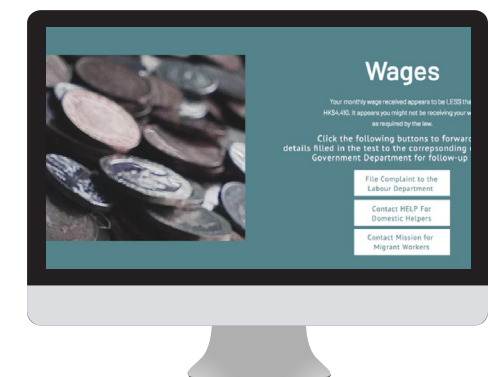 Wages
Your monthly wage received appears to be LESS tha
HK$4,410. It appears you might not be receiving your w
as required by the law.
Click the following buttons to forward
details filled in the test to the correpsonding
Government Department for follow-up
File Complaint to the
Labour Department
Contact HELP For
Domestic Helpers
Contact Mission for
Migrant Workers